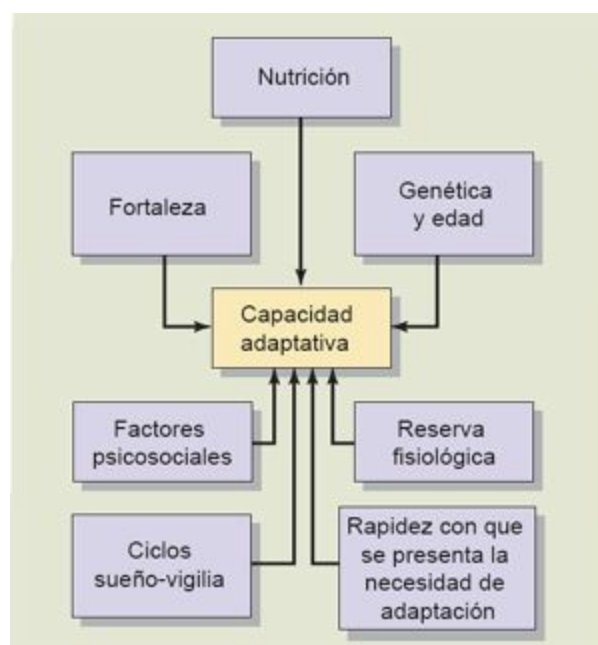 Nutrición
Fortaleza
Genética
y edad
Capacidad
adaptativa
Factores
psicosociales
Reserva
fisiológica
Ciclos
sueño-vigilia
Rapidez con que
se presenta la
necesidad de
adaptación